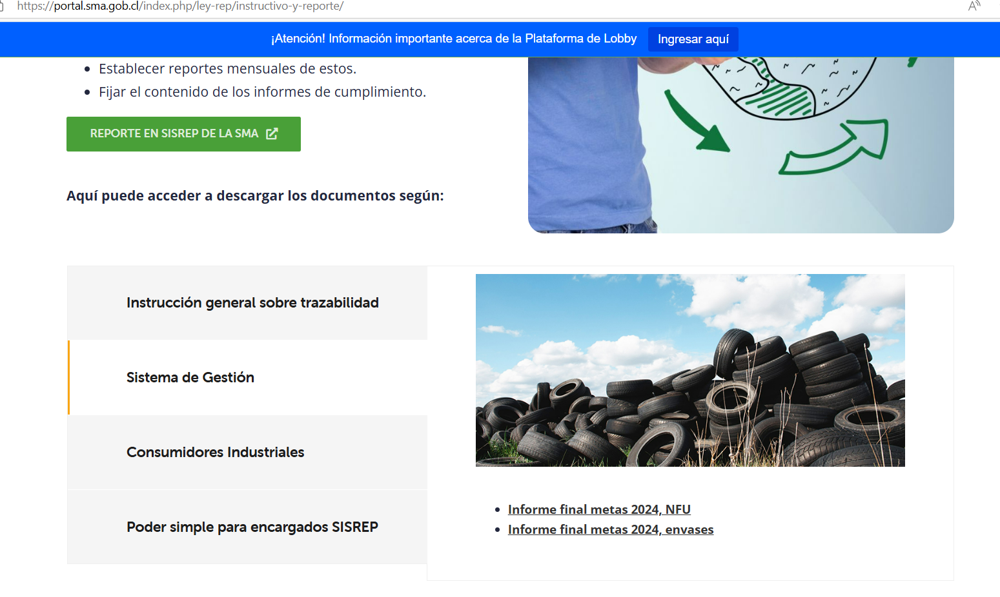 https://portal.sma.gob.cl/index.php/ley-rep/instructivo-y-reporte/
¡Atención! Información importante acerca de la Plataforma de Lobby
Ingresar aquí
Establecer reportes mensuales de estos.
Fijar el contenido de los informes de cumplimiento.
REPORTE EN SISREP DE LA SMA
Aquí puede acceder a descargar los documentos según:
Instrucción general sobre trazabilidad
Sistema de Gestión
Consumidores Industriales
Poder simple para encargados SISREP
Informe final metas 2024, NFU
Informe final metas 2024, envases